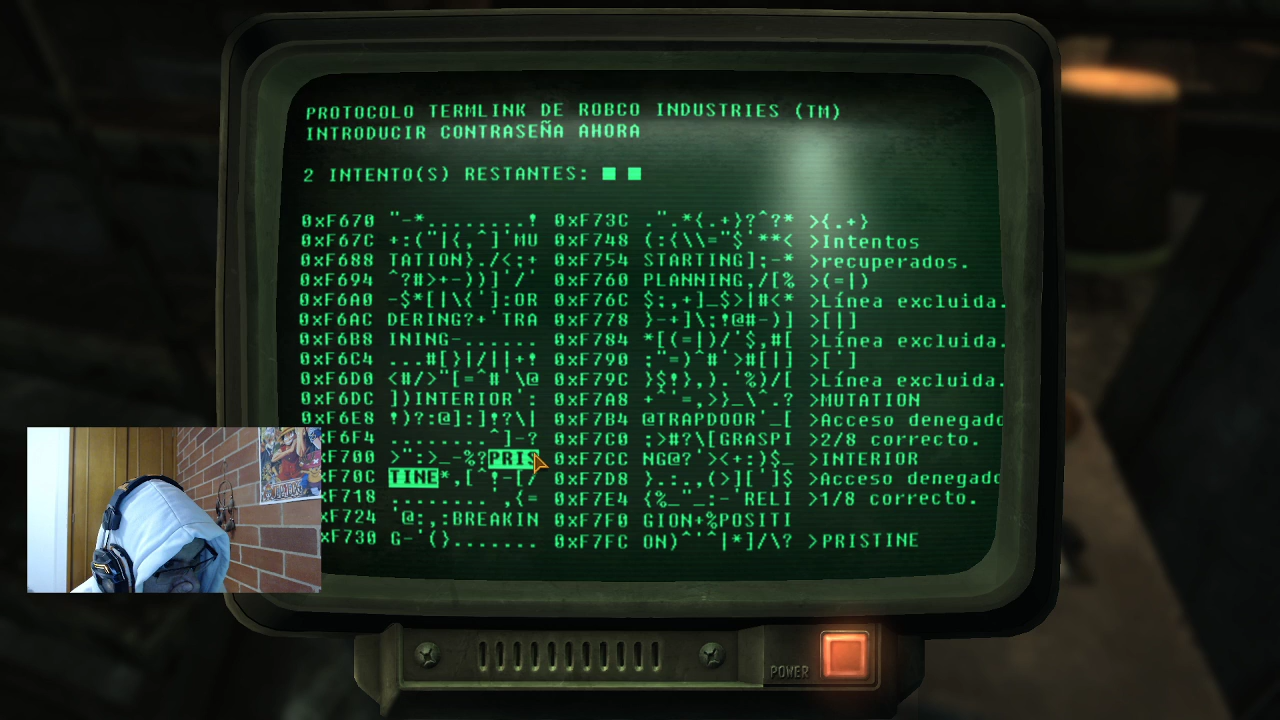 PROTOCOLO TERMLINK DE ROBCO INDUSTRIES (TM)
INTRODUCIR CONTRASEÑA AHORA
2 INTENTO(S) RESTANTES: ■ ■
0xF670 "-*........! 0xF73C .".*{.+}?^?* >{.+}
0xF67C +:("|{,^]'MU 0xF748 (:{\\="$'**< >Intentos
0xF688 TATION}./<;+ 0xF754 STARTING];-* >recuperados.
0xF694 ^?#>+-))]'/' 0xF760 PLANNING,/[% >(=|)
0xF6A0 -$*[|\{']:OR 0xF76C $;,+]_$>|#<* >Línea excluida.
0xF6AC DERING?+'TRA 0xF778 }-+]\;!@#-)] >[|]
0xF6B8 INING-...... 0xF784 *[(=|)/'$,#[ >Línea excluida.
0xF6C4 ...#[}|/||+! 0xF790 ;"=)^#'>#[|] >[']
0xF6D0 <#/>"[=^#'\@ 0xF79C }$!},).'%)/[ >Línea excluida.
0xF6DC ])INTERIOR': 0xF7A8 +^'=,>}_\^.? >MUTATION
0xF6E8 !)?:@]:]!?\| 0xF7B4 @TRAPDOOR'_[ >Acceso denegado
0xF6F4 ........^]-? 0xF7C0 ;>#?\[GRASPI >2/8 correcto.
0xF700 >":>_-%?PRIS 0xF7CC NG@?'><+:)$_ >INTERIOR
0xF70C TINE*,[^!-[/ 0xF7D8 }.:.,(>][']$ >Acceso denegado
0xF718 ........',{= 0xF7E4 {%_"_:-'RELI >1/8 correcto.
0xF724 '@:,:BREAKIN 0xF7F0 GION+%POSITI
0xF730 G-'(}....... 0xF7FC ON)^'^|*]/\? >PRISTINE
POWER